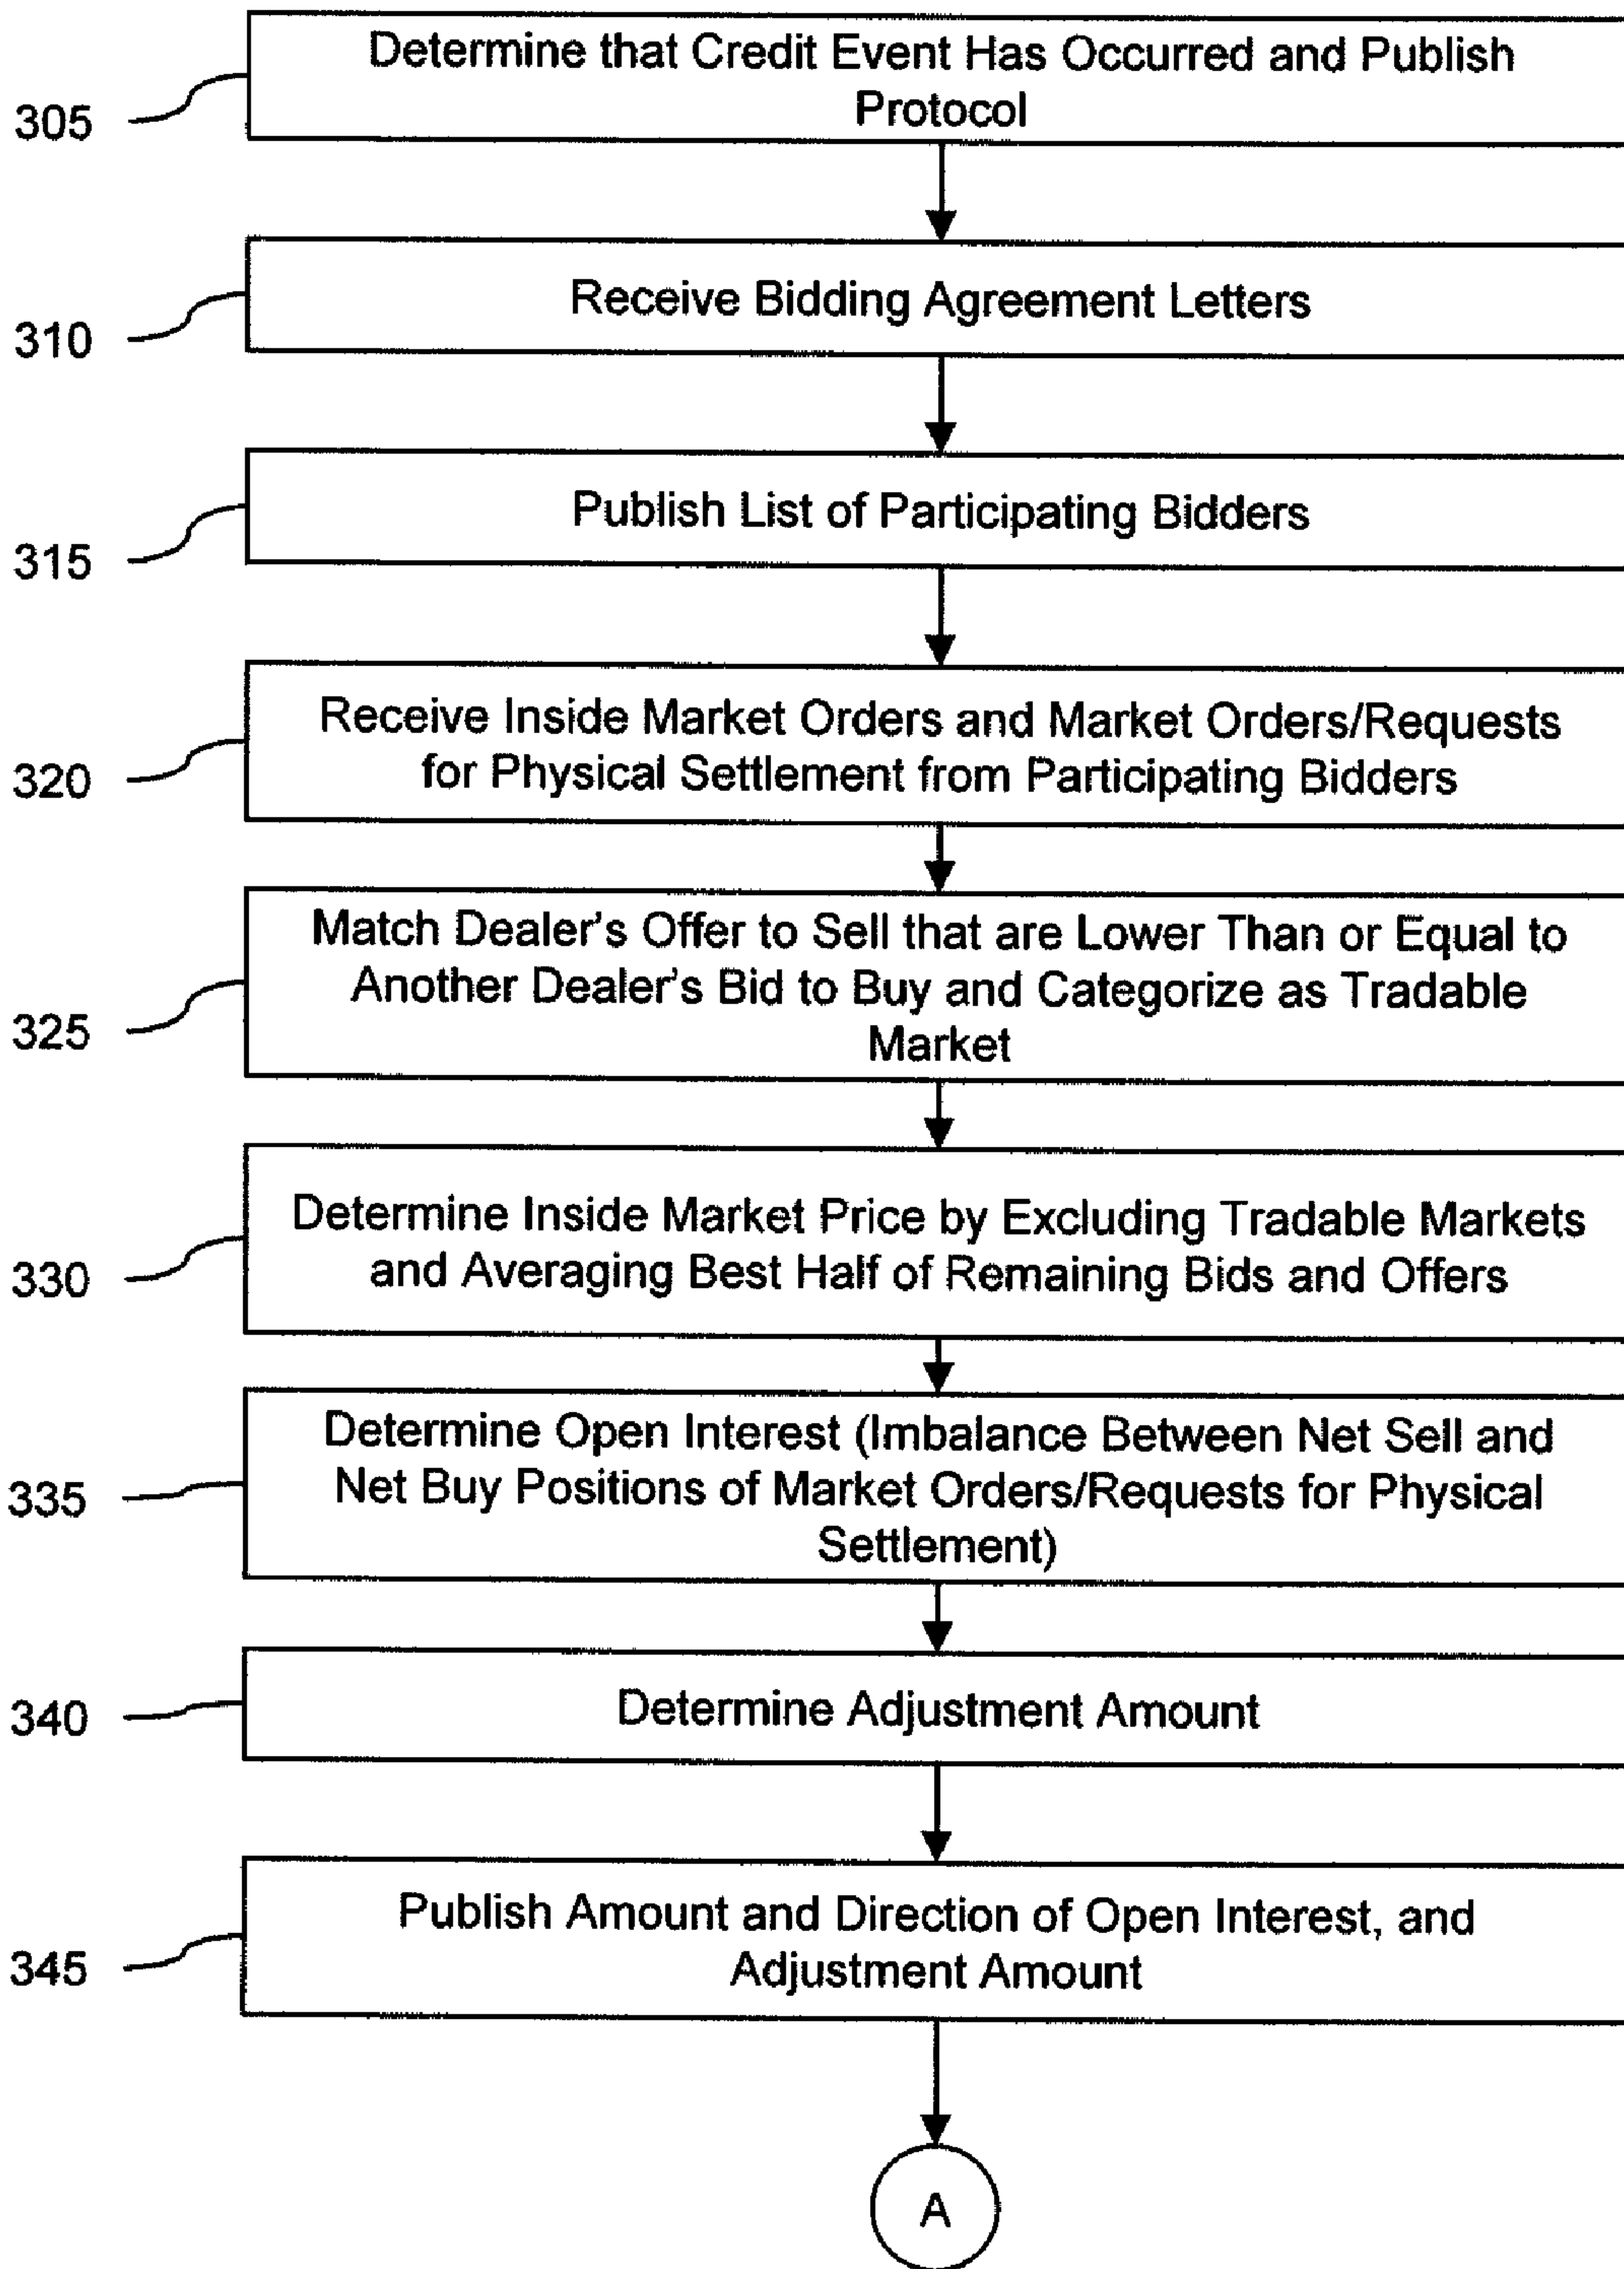 Determine that Credit Event Has Occurred and Publish
Protocol
305
Receive Bidding Agreement Letters
310
Publish List of Participating Bidders
315
Receive Inside Market Orders and Market Orders/Requests
for Physical Settlement from Participating Bidders
320
Match Dealer's Offer to Sell that are Lower Than or Equal to
Another Dealer's Bid to Buy and Categorize as Tradable
Market
325
Determine Inside Market Price by Excluding Tradable Markets
and Averaging Best Half of Remaining Bids and Offers
330
Determine Open Interest (Imbalance Between Net Sell and
Net Buy Positions of Market Orders/Requests for Physical
Settlement)
335
Determine Adjustment Amount
340
Publish Amount and Direction of Open Interest, and
Adjustment Amount
345
A